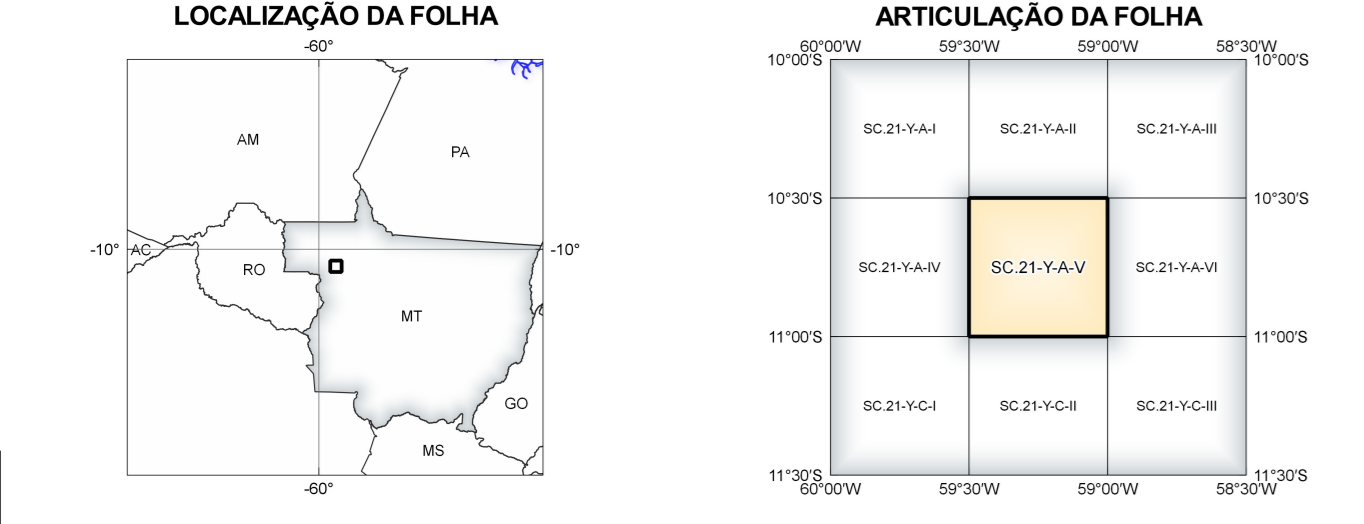 LOCALIZAÇÃO DA FOLHA
-60°
AM
PA
-10°
AC
-10°
RO
MT
GO
MS
-60°
ARTICULAÇÃO DA FOLHA
60°00'W 59°30'W 59°00'W 58°30'W
10°00'S 10°00'S
SC.21-Y-A-I SC.21-Y-A-II SC.21-Y-A-III
10°30'S 10°30'S
SC.21-Y-A-IV SC.21-Y-A-V SC.21-Y-A-VI
11°00'S 11°00'S
SC.21-Y-C-I SC.21-Y-C-II SC.21-Y-C-III
11°30'S 11°30'S
60°00'W 59°30'W 59°00'W 58°30'W